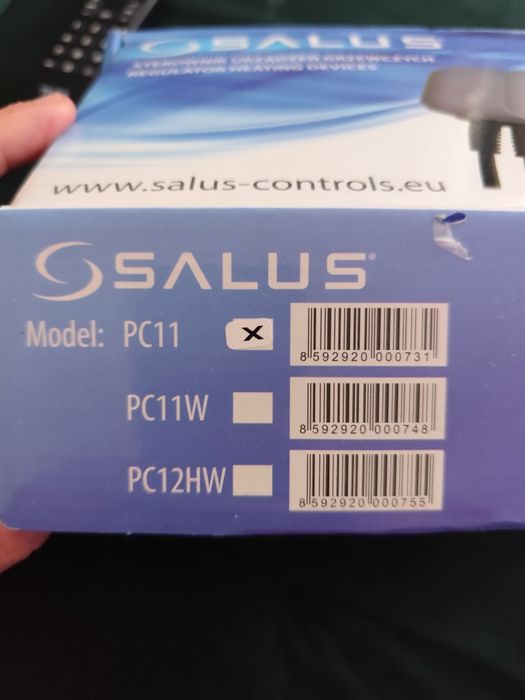 SALUS
STEROWNIK URZĄDZEŃ GRZEWCZYCH
REGULATOR HEATING DEVICES
www.salus-controls.eu
SALUS®
Model: PC11 X
8 592920 000731
PC11W
8 592920 000748
PC12HW
8 592920 000755